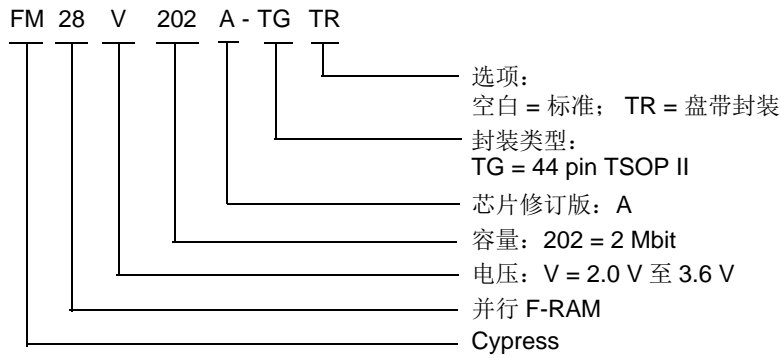 FM 28 V 202 A - TG TR
选项：
空白 = 标准； TR = 盘带封装
封装类型：
TG = 44 pin TSOP II
芯片修订版：A
容量：202 = 2 Mbit
电压：V = 2.0 V 至 3.6 V
并行 F-RAM
Cypress